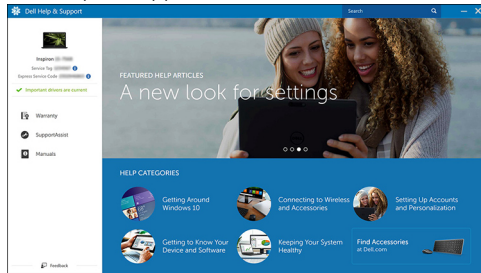 Dell Help & Support
Search
Inspiron
Service Tag
Express Service Code
Important drivers are current
Warranty
SupportAssist
Manuals
Feedback
FEATURED HELP ARTICLES
A new look for settings
HELP CATEGORIES
Getting Around
Windows 10
Connecting to Wireless
and Accessories
Setting Up Accounts
and Personalization
Getting to Know Your
Device and Software
Keeping Your System
Healthy
Find Accessories
at Dell.com